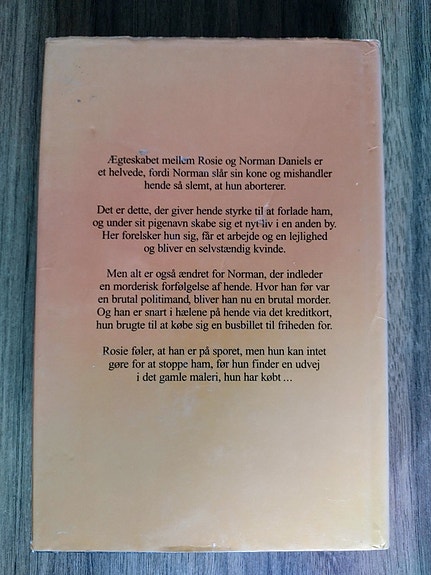 Ægteskabet mellem Rosie og Norman Daniels er
et helvede, fordi Norman slår sin kone og mishandler
hende så slemt, at hun aborterer.
Det er dette, der giver hende styrke til at forlade ham,
og under sit pigenavn skabe sig et nyt liv i en anden by.
Her forelsker hun sig, får et arbejde og en lejlighed
og bliver en selvstændig kvinde.
Men alt er også ændret for Norman, der indleder
en morderisk forfølgelse af hende. Hvor han før var
en brutal politimand, bliver han nu en brutal morder.
Og han er snart i hælene på hende via det kreditkort,
hun brugte til at købe sig en busbillet til friheden for.
Rosie føler, at han er på sporet, men hun kan intet
gøre for at stoppe ham, før hun finder en udvej
i det gamle maleri, hun har købt ...